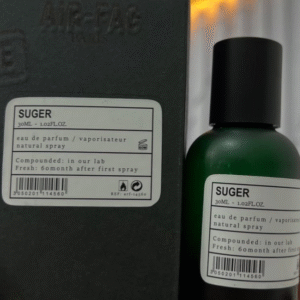 SUGER
30ML - 1.02FL.OZ.
eau de parfum / vaporisateur
natural spray
Compounded: in our lab
Fresh: 60month after first spray
SUGER
30ML - 1.02FL.OZ.
eau de parfum / vaporisateur
natural spray
Compounded: in our lab
Fresh: 60month after first spray